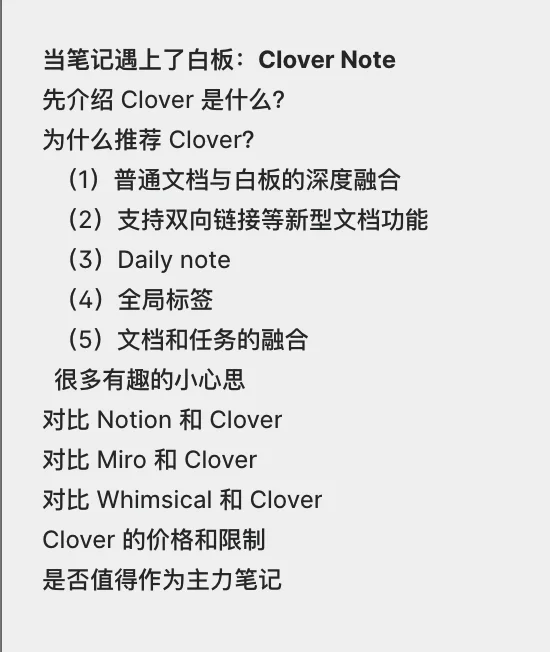 当笔记遇上了白板：Clover Note
先介绍 Clover 是什么?
为什么推荐 Clover?
（1）普通文档与白板的深度融合
（2）支持双向链接等新型文档功能
（3）Daily note
（4）全局标签
（5）文档和任务的融合
很多有趣的小心思
对比 Notion 和 Clover
对比 Miro 和 Clover
对比 Whimsical 和 Clover
Clover 的价格和限制
是否值得作为主力笔记